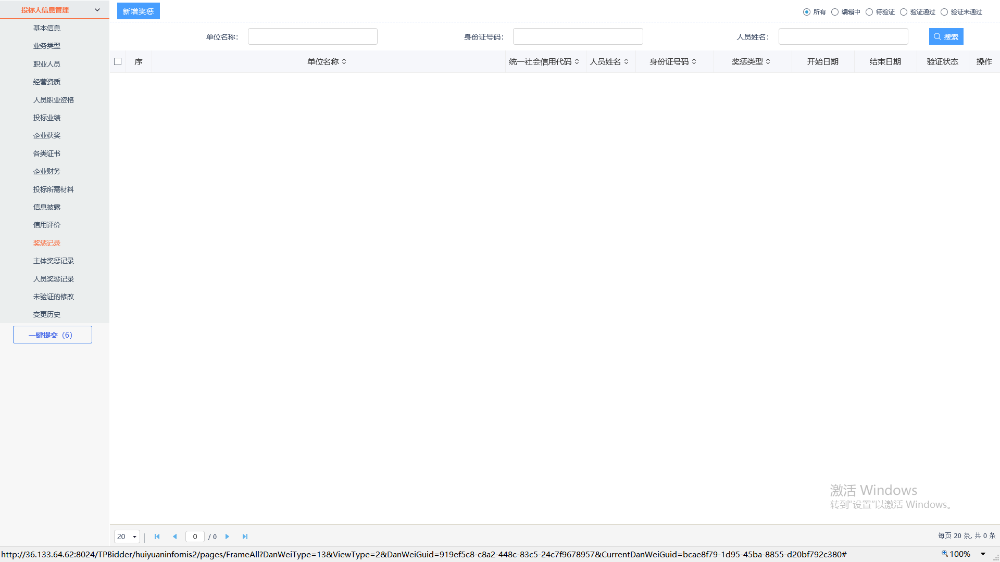 投标人信息管理
基本信息
业务类型
职业人员
经营资质
人员职业资格
投标业绩
企业获奖
各类证书
企业财务
投标所需材料
信息披露
信用评价
奖惩记录
主体奖惩记录
人员奖惩记录
未验证的修改
变更历史
一键提交（6）
新增奖惩
所有 编辑中 待验证 验证通过 验证未通过
单位名称： 身份证号码： 人员姓名： 搜索
序 单位名称 统一社会信用代码 人员姓名 身份证号码 奖惩类型 开始日期 结束日期 验证状态 操作
激活 Windows
转到“设置”以激活 Windows。
20 0 / 0 每页 20 条, 共 0 条
http://36.133.64.62:8024/TPBidder/huiyuaninfomis2/pages/FrameAll?DanWeiType=13&ViewType=2&DanWeiGuid=919ef5c8-c8a2-448c-83c5-24c7f9678957&CurrentDanWeiGuid=bcae8f79-1d95-45ba-8855-d20bf792c380# 100%